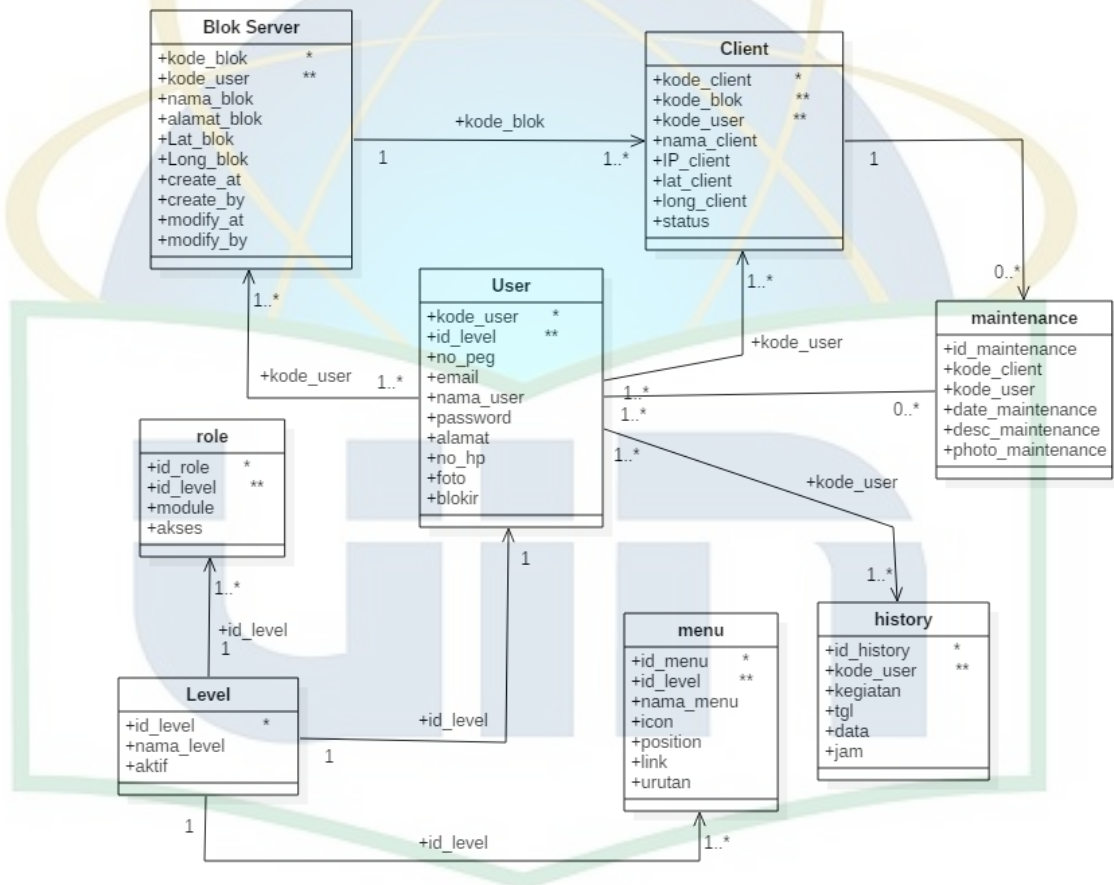 Blok Server
+kode_blok *
+kode_user **
+nama_blok
+alamat_blok
+Lat_blok
+Long_blok
+create_at
+create_by
+modify_at
+modify_by
+kode_blok
1
1..*
Client
+kode_client *
+kode_blok **
+kode_user **
+nama_client
+IP_client
+lat_client
+long_client
+status
1
0..*
1..*
+kode_user
1..*
User
+kode_user *
+id_level **
+no_peg
+email
+nama_user
+password
+alamat
+no_hp
+foto
+blokir
1..*
+kode_user
1..*
1..*
0..*
1..*
+kode_user
1..*
maintenance
+id_maintenance
+kode_client
+kode_user
+date_maintenance
+desc_maintenance
+photo_maintenance
role
+id_role *
+id_level **
+module
+akses
1..*
+id_level
1
Level
+id_level *
+nama_level
+aktif
1
+id_level
1
1
+id_level
1..*
menu
+id_menu *
+id_level **
+nama_menu
+icon
+position
+link
+urutan
history
+id_history *
+kode_user **
+kegiatan
+tgl
+data
+jam